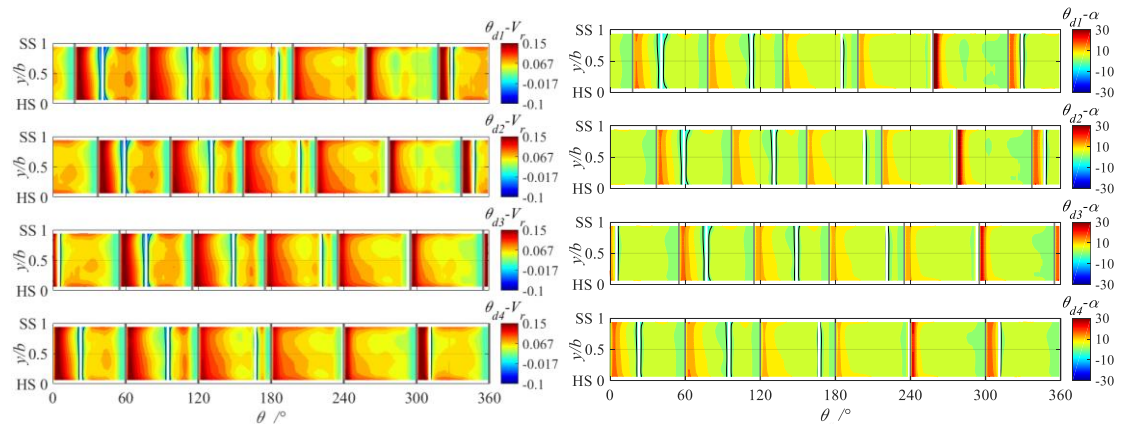 θd1-Vr
SS 1
y/b
0.5
HS 0
0.15
0.067
-0.017
-0.1
θd2-Vr
SS 1
y/b
0.5
HS 0
0.15
0.067
-0.017
-0.1
θd3-Vr
SS 1
y/b
0.5
HS 0
0.15
0.067
-0.017
-0.1
θd4-Vr
SS 1
y/b
0.5
HS 0
0.15
0.067
-0.017
-0.1
0 60 120 180 240 300 360
θ /°
θd1-α
SS 1
y/b
0.5
HS 0
30
10
-10
-30
θd2-α
SS 1
y/b
0.5
HS 0
30
10
-10
-30
θd3-α
SS 1
y/b
0.5
HS 0
30
10
-10
-30
θd4-α
SS 1
y/b
0.5
HS 0
30
10
-10
-30
0 60 120 180 240 300 360
θ /°